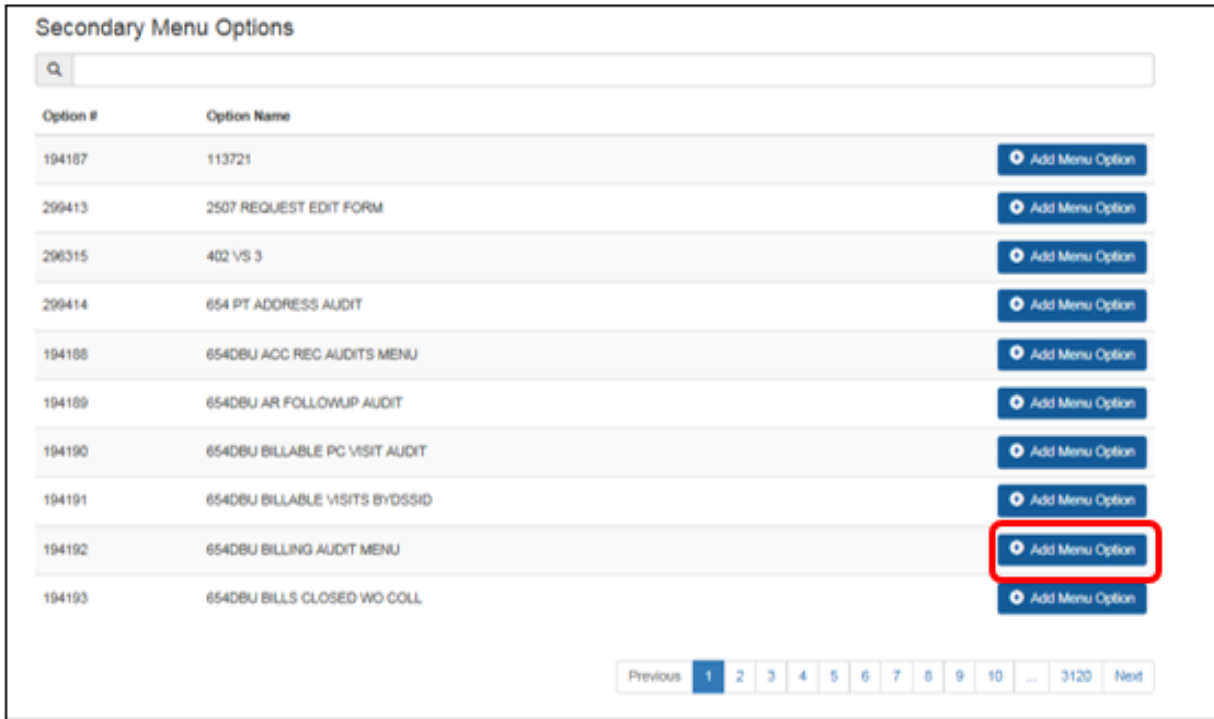 Secondary Menu Options
Option # Option Name
194187 113721 Add Menu Option
299413 2507 REQUEST EDIT FORM Add Menu Option
296315 402 VS 3 Add Menu Option
299414 654 PT ADDRESS AUDIT Add Menu Option
194188 654DBU ACC REC AUDITS MENU Add Menu Option
194189 654DBU AR FOLLOWUP AUDIT Add Menu Option
194190 654DBU BILLABLE PC VISIT AUDIT Add Menu Option
194191 654DBU BILLABLE VISITS BYDSSID Add Menu Option
194192 654DBU BILLING AUDIT MENU Add Menu Option
194193 654DBU BILLS CLOSED WO COLL Add Menu Option
Previous 1 2 3 4 5 6 7 8 9 10 ... 3120 Next